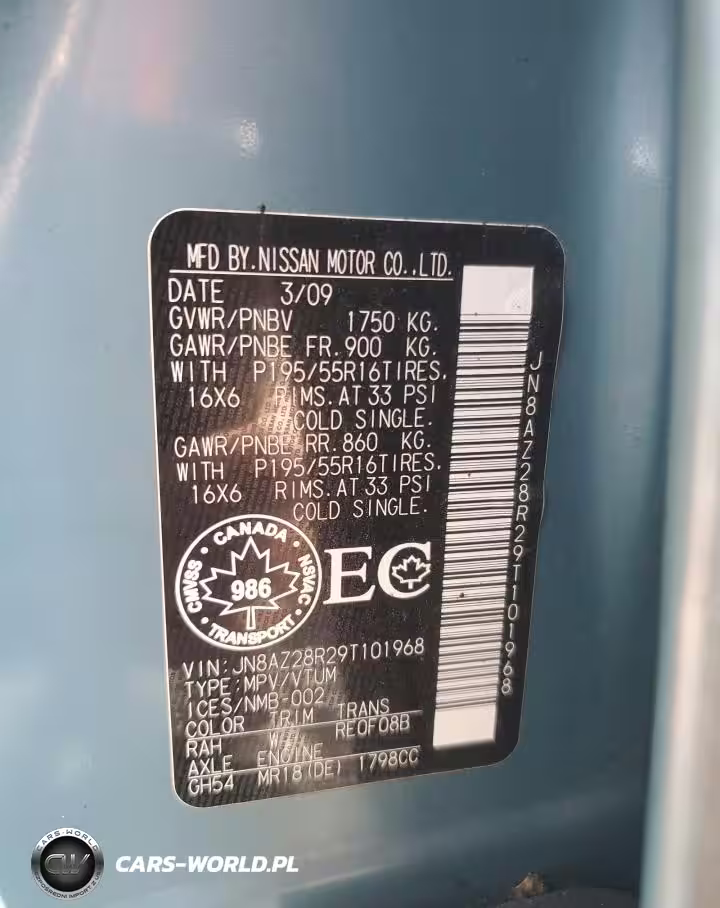 MFD BY.NISSAN MOTOR CO.,LTD.
DATE 3/09
GVWR/PNBV 1750 KG.
GAWR/PNBE FR.900 KG.
WITH P195/55R16TIRES.
16X6 RIMS.AT 33 PSI
COLD SINGLE.
GAWR/PNBE RR.860 KG.
WITH P195/55R16TIRES.
16X6 RIMS.AT 33 PSI
COLD SINGLE.
CANADA
CMVSS
NSVAC
986
TRANSPORT
EC
VIN:JN8AZ28R29T101968
TYPE:MPV/VTUM
ICES/NMB-002
COLOR TRIM TRANS
RAH RE0F08B
AXLE ENGINE
GH54 MR18(DE) 1798CC
JN8AZ28R29T101968
CARS-WORLD
CW
CARS-WORLD.PL